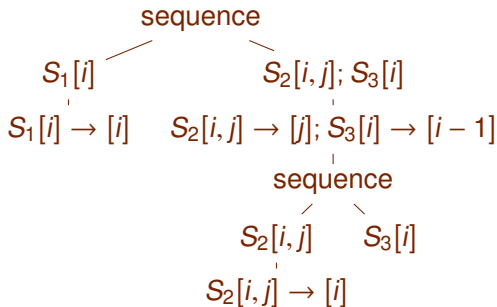 sequence
S₁[i] S₂[i, j]; S₃[i]
S₁[i] → [i] S₂[i, j] → [j]; S₃[i] → [i − 1]
sequence
S₂[i, j] S₃[i]
S₂[i, j] → [i]